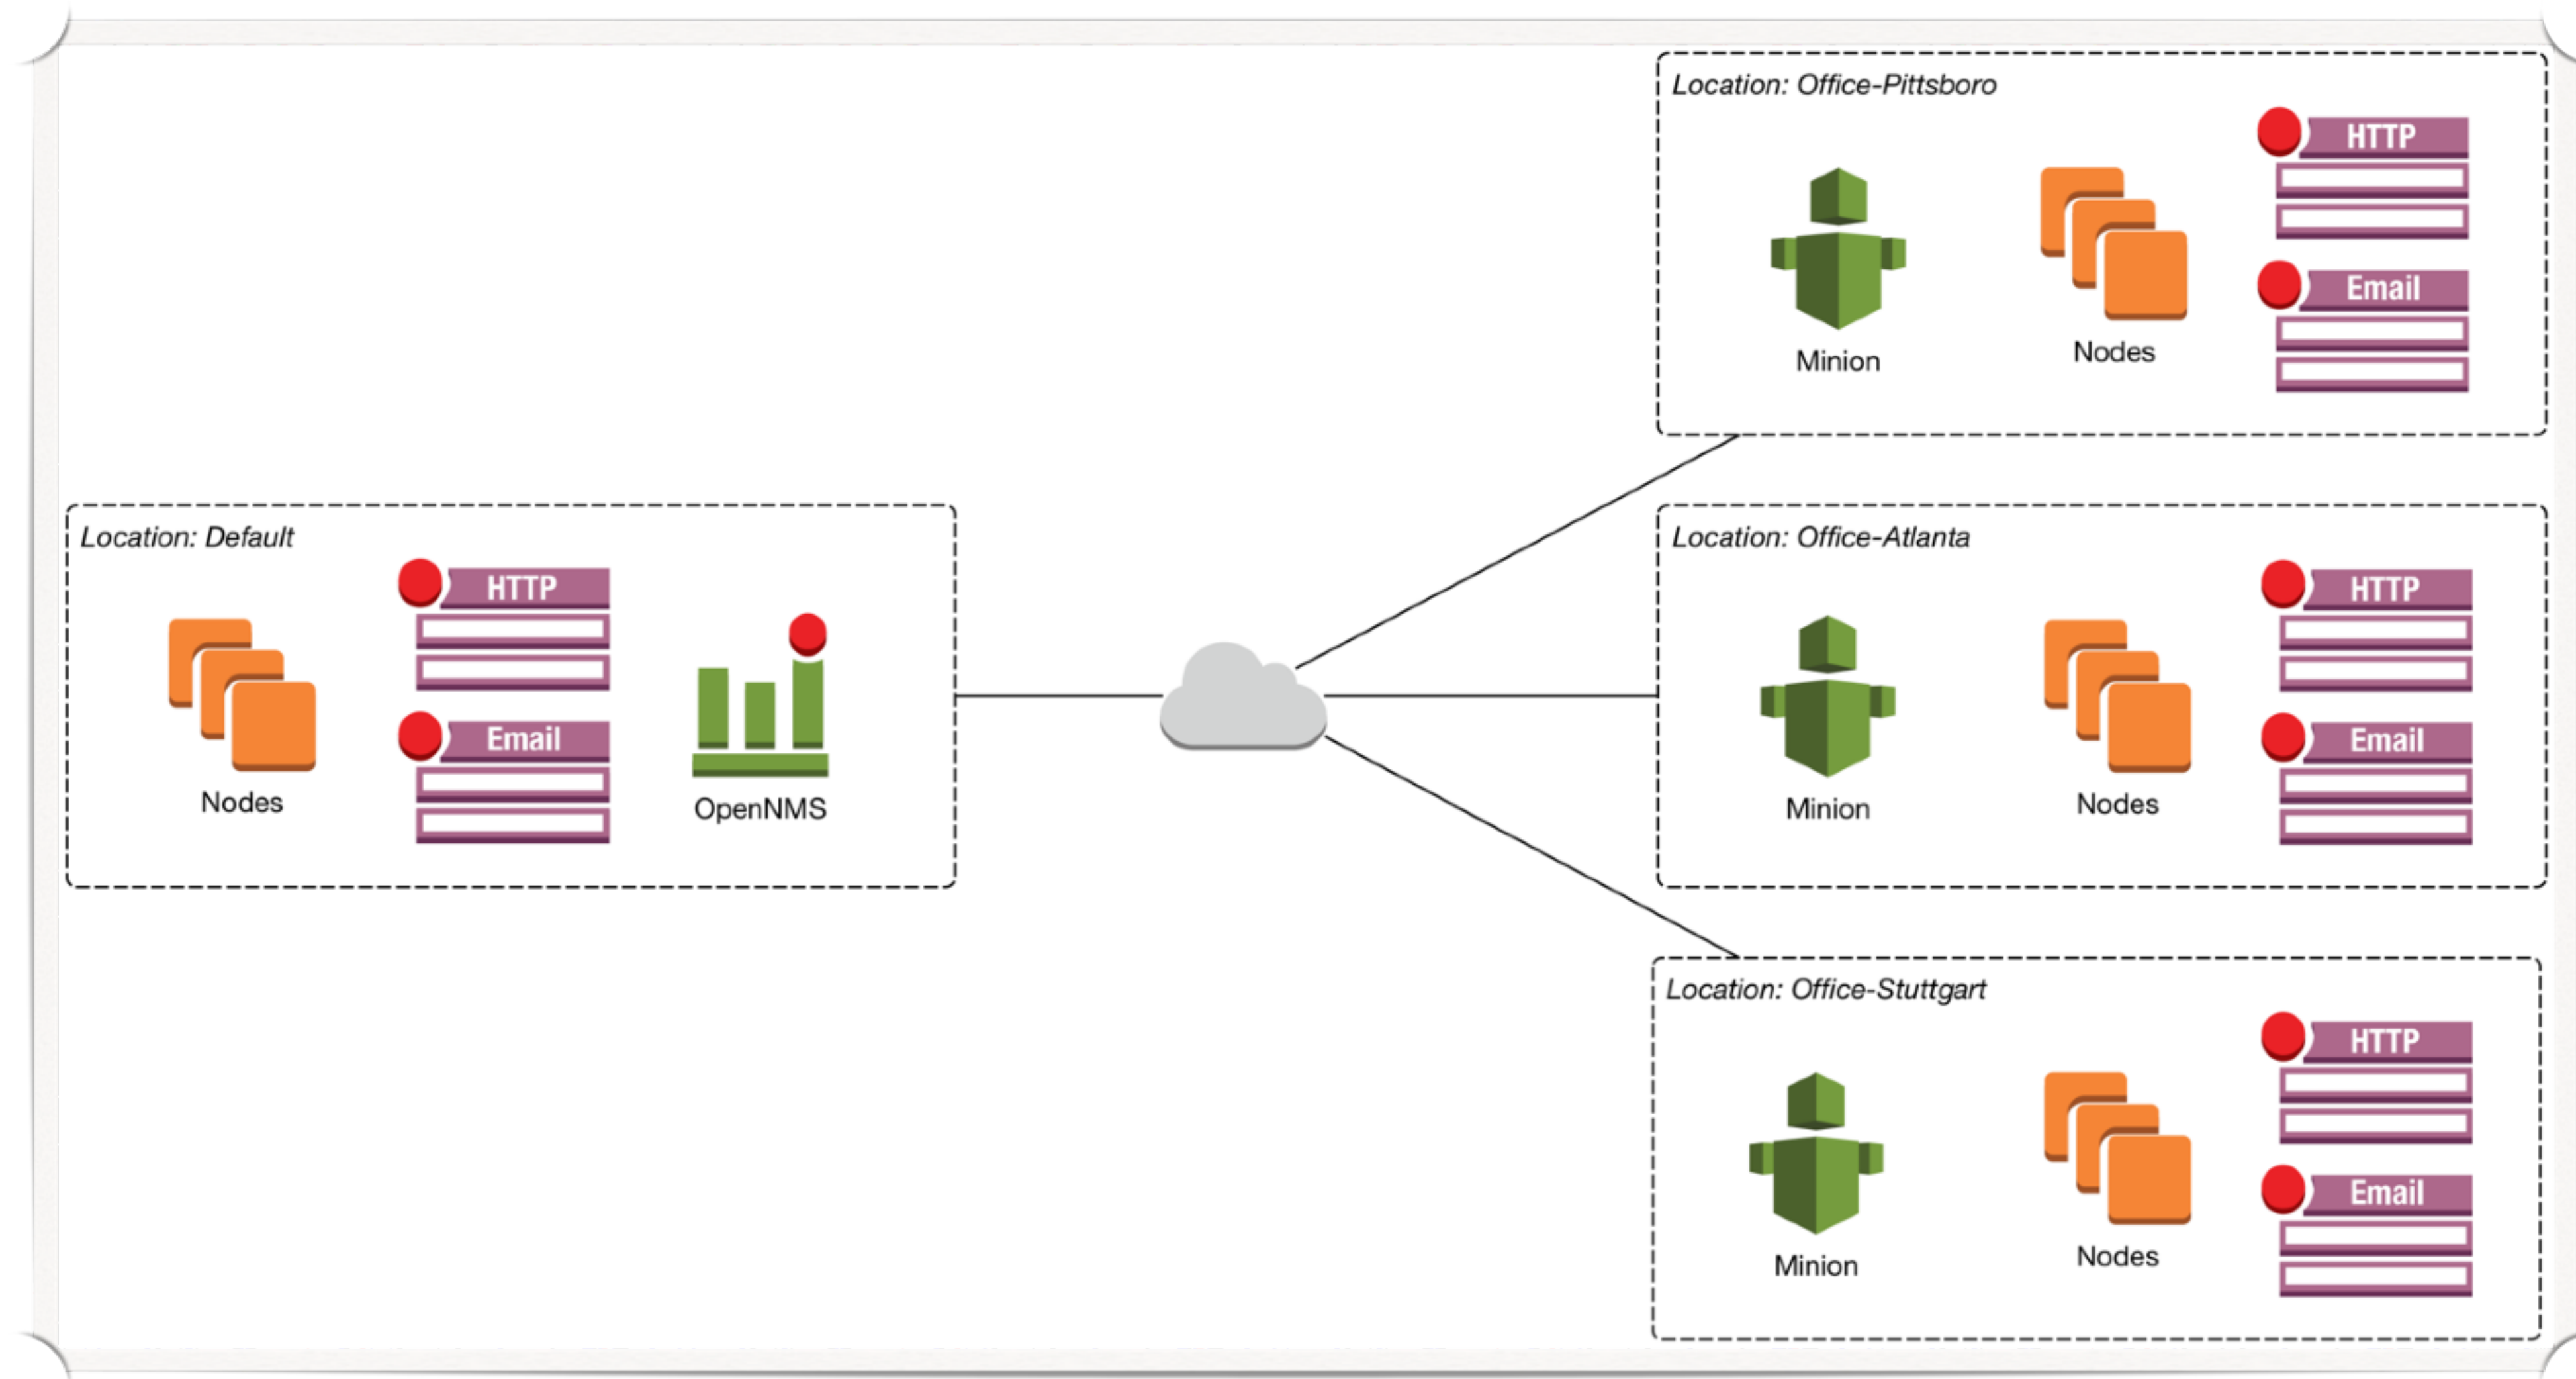 Location: Office-Pittsboro
HTTP
Email
Minion
Nodes
Location: Default
HTTP
Email
Nodes
OpenNMS
Location: Office-Atlanta
HTTP
Email
Minion
Nodes
Location: Office-Stuttgart
HTTP
Email
Minion
Nodes